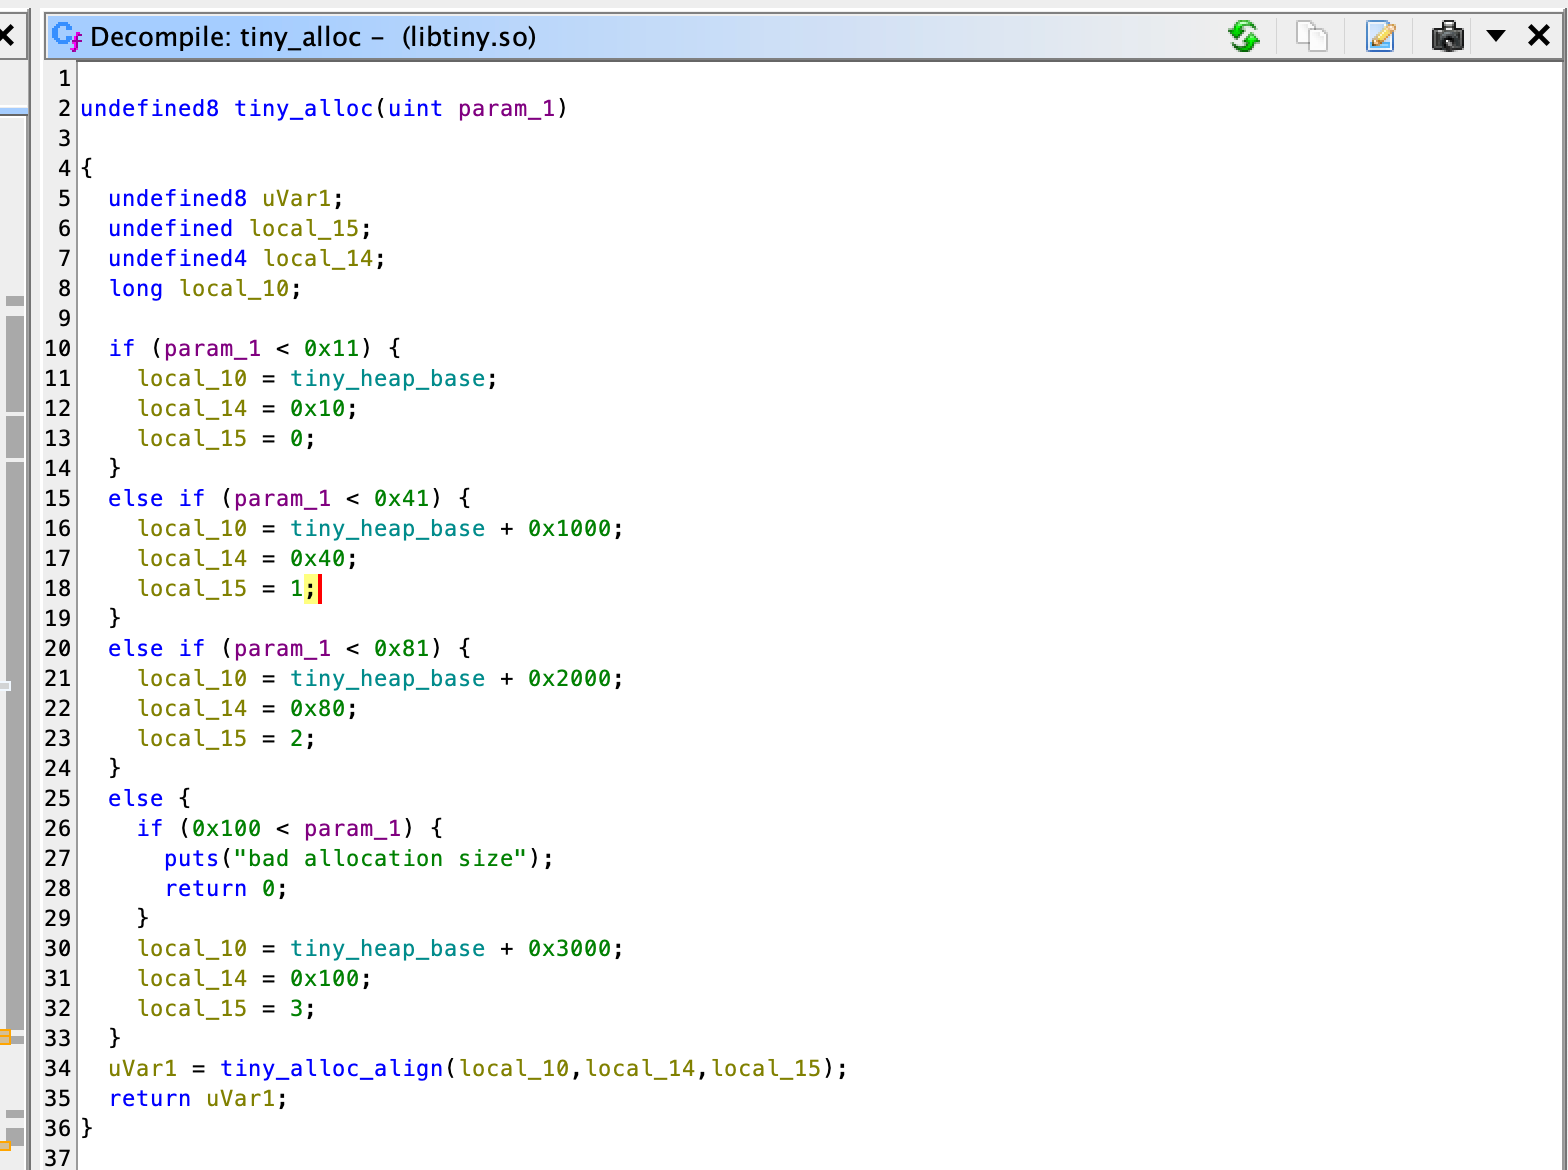 Decompile: tiny_alloc – (libtiny.so)
1
2 undefined8 tiny_alloc(uint param_1)
3
4 {
5   undefined8 uVar1;
6   undefined local_15;
7   undefined4 local_14;
8   long local_10;
9
10   if (param_1 < 0x11) {
11     local_10 = tiny_heap_base;
12     local_14 = 0x10;
13     local_15 = 0;
14   }
15   else if (param_1 < 0x41) {
16     local_10 = tiny_heap_base + 0x1000;
17     local_14 = 0x40;
18     local_15 = 1;
19   }
20   else if (param_1 < 0x81) {
21     local_10 = tiny_heap_base + 0x2000;
22     local_14 = 0x80;
23     local_15 = 2;
24   }
25   else {
26     if (0x100 < param_1) {
27       puts("bad allocation size");
28       return 0;
29     }
30     local_10 = tiny_heap_base + 0x3000;
31     local_14 = 0x100;
32     local_15 = 3;
33   }
34   uVar1 = tiny_alloc_align(local_10,local_14,local_15);
35   return uVar1;
36 }
37